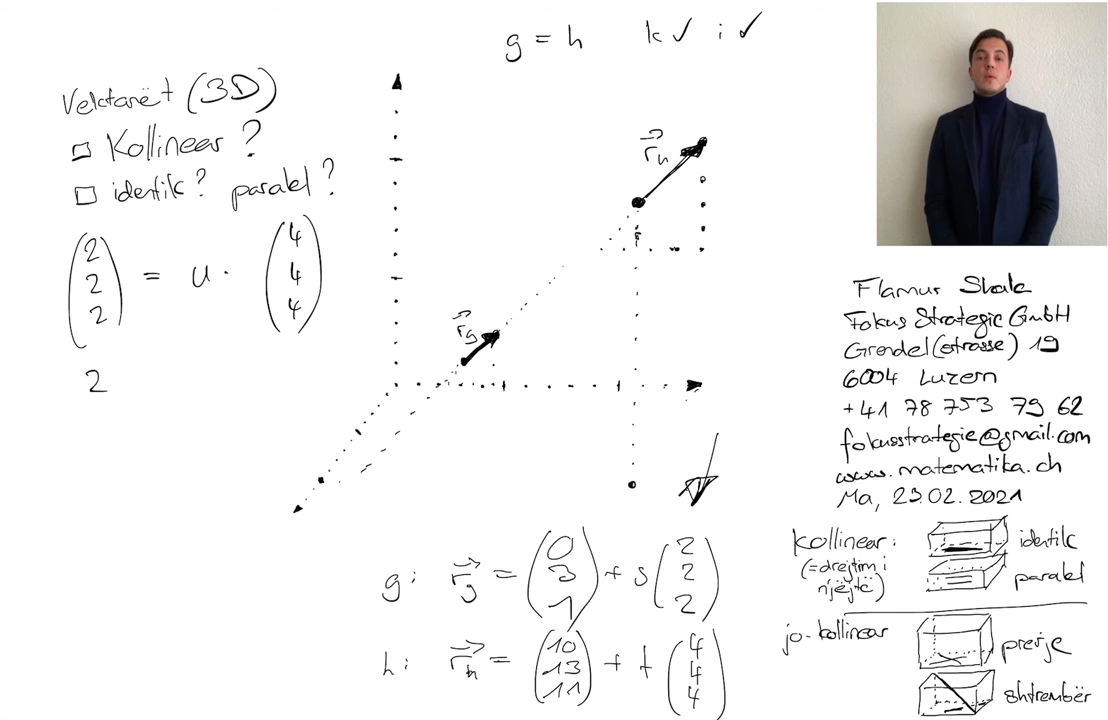 g = h k ✓ i ✓
Vektorët (3D)
Kollinear?
identik? paralel?
(2 2 2) = u · (4 4 4)
2
r⃗h
r⃗g
Flamur Shala
Fokus Strategie GmbH
Grendel(strasse) 19
6004 Luzern
+41 78 753 79 62
fokusstrategie@gmail.com
www.matematika.ch
Ma, 23.02.2021
kollinear: identik
(=drejtim i
njëjtë) paralel
jo-kollinear
prerje
shtrembër
g: r⃗g = (0 3 1) + s (2 2 2)
h: r⃗h = (10 13 11) + t (4 4 4)